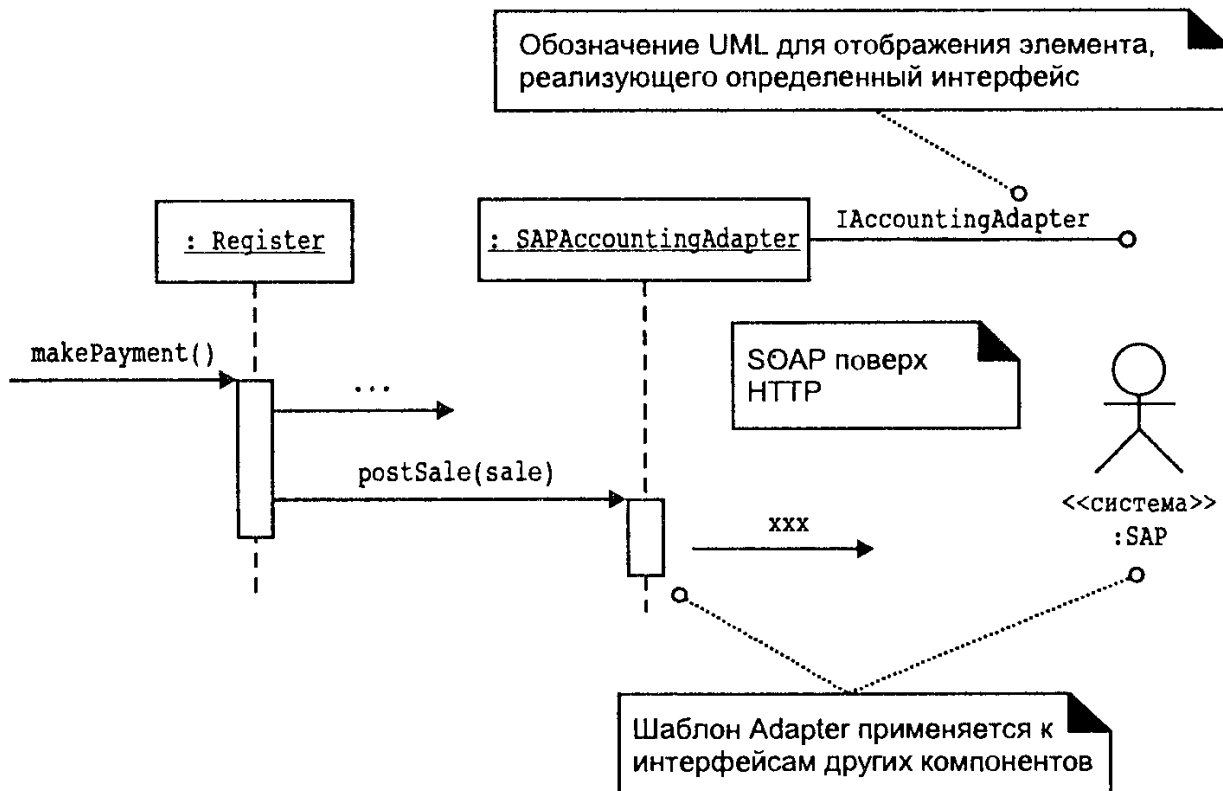 Обозначение UML для отображения элемента,
реализующего определенный интерфейс
: Register
: SAPAccountingAdapter
IAccountingAdapter
makePayment()
...
SOAP поверх
HTTP
postSale(sale)
xxx
<<система>>
:SAP
Шаблон Adapter применяется к
интерфейсам других компонентов